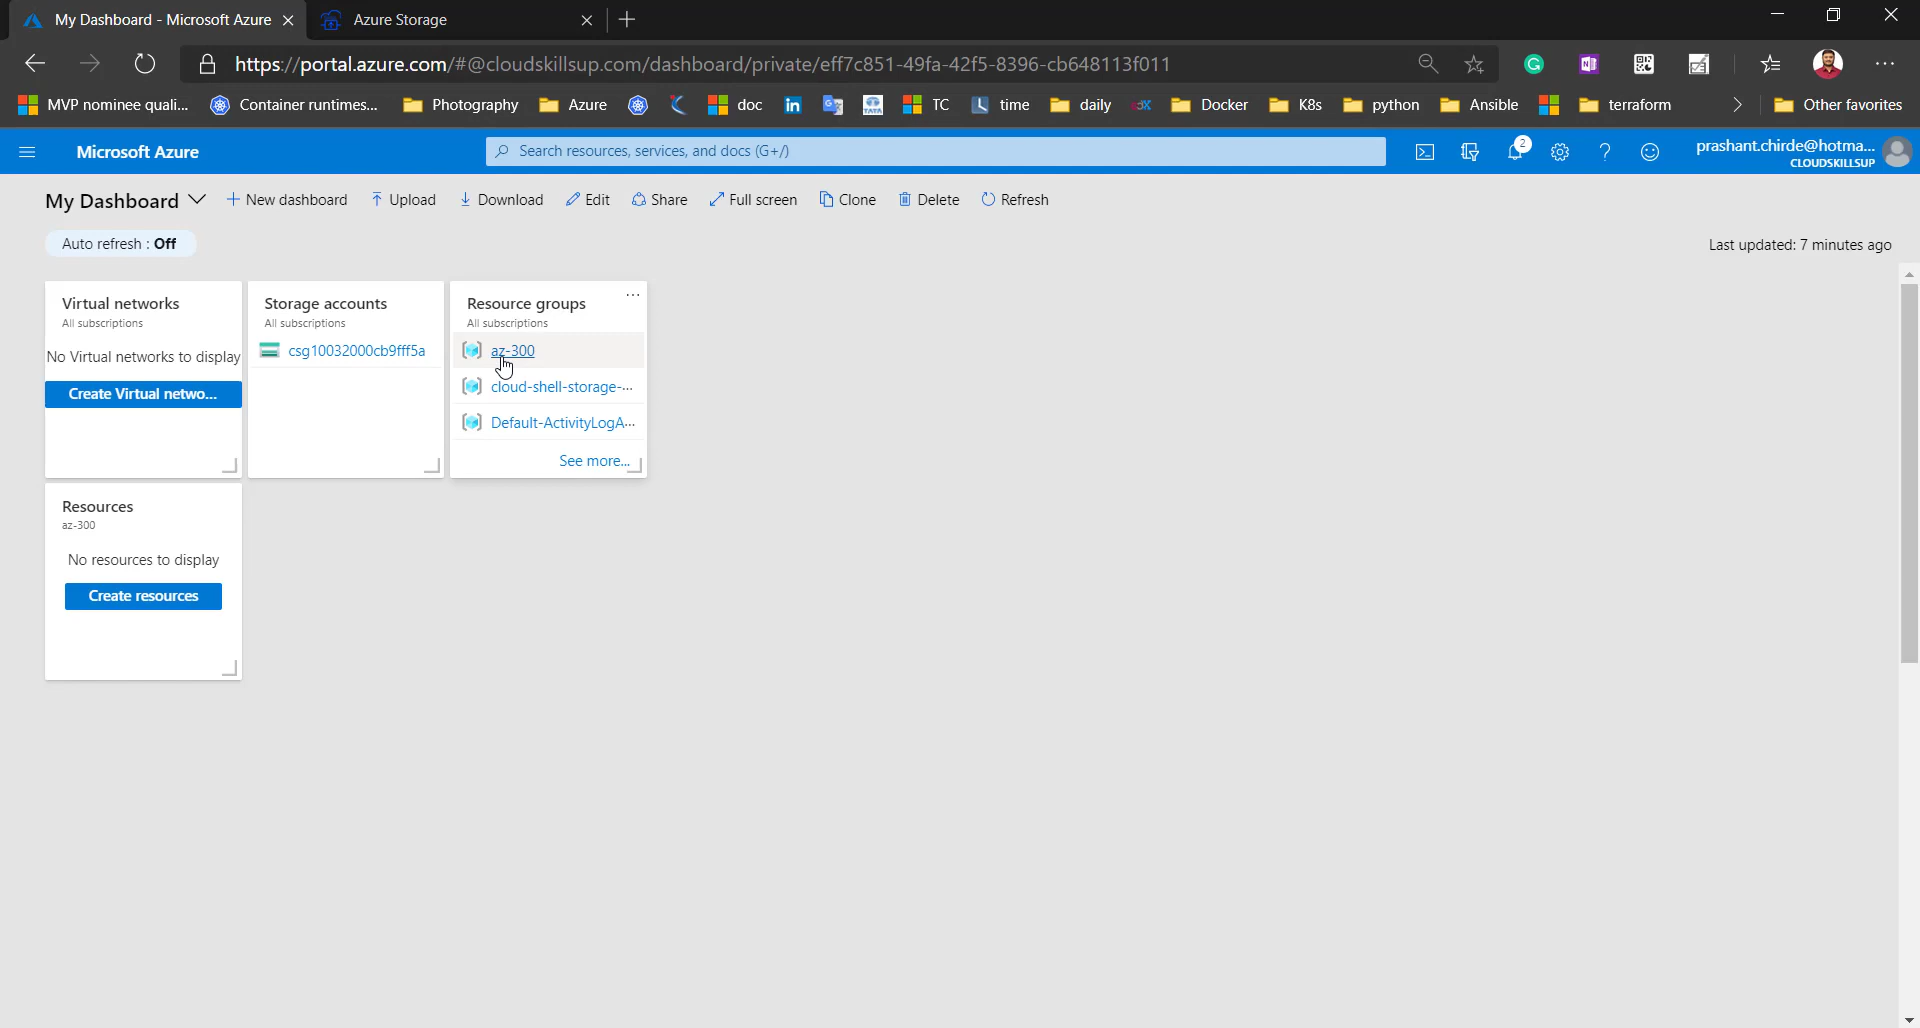 My Dashboard - Microsoft Azure
Azure Storage
https://portal.azure.com/#@cloudskillsup.com/dashboard/private/eff7c851-49fa-42f5-8396-cb648113f011
MVP nominee quali... Container runtimes... Photography Azure doc TC time daily Docker K8s python Ansible terraform Other favorites
Microsoft Azure
Search resources, services, and docs (G+/)
2
prashant.chirde@hotma...
CLOUDSKILLSUP
My Dashboard New dashboard Upload Download Edit Share Full screen Clone Delete Refresh
Auto refresh : Off
Last updated: 7 minutes ago
Virtual networks
All subscriptions
No Virtual networks to display
Create Virtual netwo...
Storage accounts
All subscriptions
csg10032000cb9fff5a
Resource groups
All subscriptions
az-300
cloud-shell-storage-...
Default-ActivityLogA...
See more...
Resources
az-300
No resources to display
Create resources